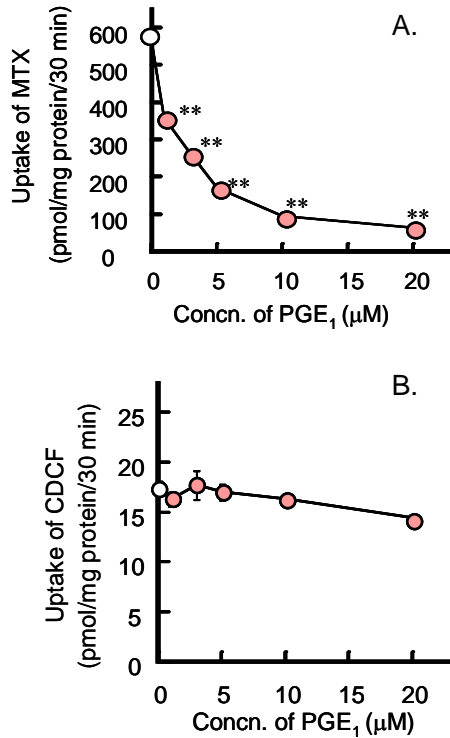 A.
Uptake of MTX
(pmol/mg protein/30 min)
600
500
400
300
200
100
0
**
**
**
**
**
0 5 10 15 20
Concn. of PGE₁ (μM)
B.
Uptake of CDCF
(pmol/mg protein/30 min)
25
20
15
10
5
0
0 5 10 15 20
Concn. of PGE₁ (μM)